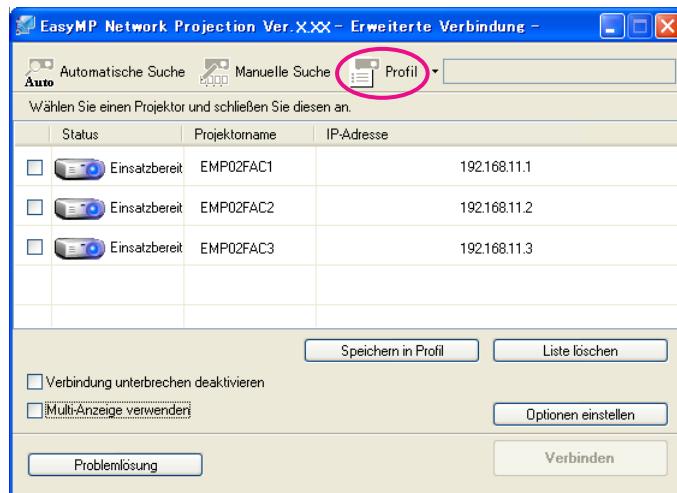 EasyMP Network Projection Ver.X.XX - Erweiterte Verbindung -
Auto Automatische Suche Manuelle Suche Profil
Wählen Sie einen Projektor und schließen Sie diesen an.
Status Projektorname IP-Adresse
Einsatzbereit EMP02FAC1 192.168.11.1
Einsatzbereit EMP02FAC2 192.168.11.2
Einsatzbereit EMP02FAC3 192.168.11.3
Speichern in Profil Liste löschen
Verbindung unterbrechen deaktivieren
Multi-Anzeige verwenden
Optionen einstellen
Problemlösung Verbinden